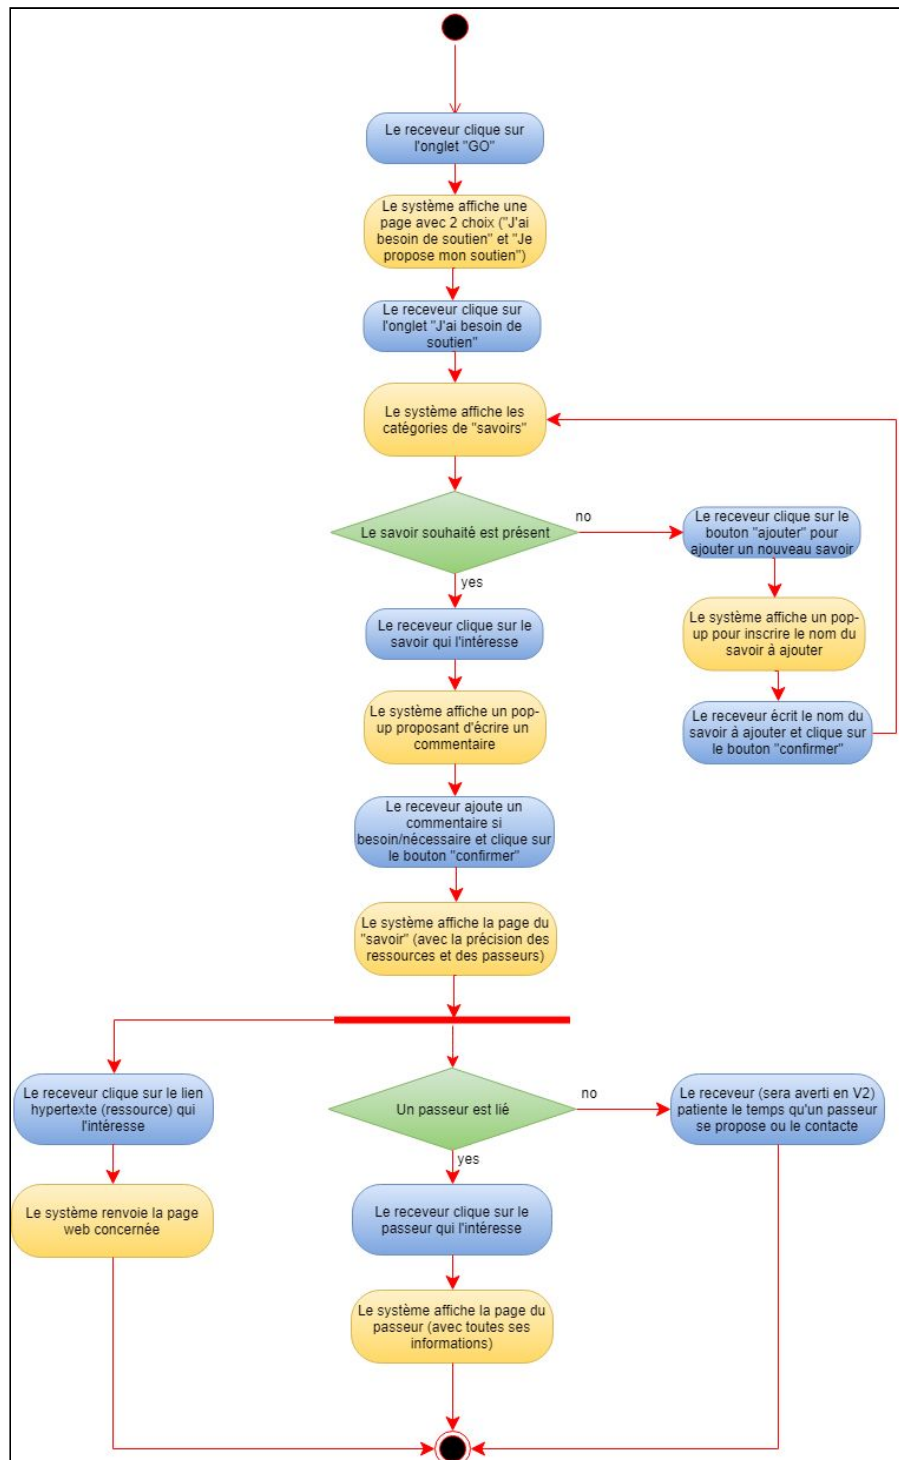 Le receveur clique sur
l'onglet "GO"
Le système affiche une
page avec 2 choix ("J'ai
besoin de soutien" et "Je
propose mon soutien")
Le receveur clique sur
l'onglet "J'ai besoin de
soutien"
Le système affiche les
catégories de "savoirs"
Le savoir souhaité est présent
no
Le receveur clique sur le
bouton "ajouter" pour
ajouter un nouveau savoir
Le système affiche un pop-
up pour inscrire le nom du
savoir à ajouter
Le receveur écrit le nom du
savoir à ajouter et clique sur
le bouton "confirmer"
yes
Le receveur clique sur le
savoir qui l'intéresse
Le système affiche un pop-
up proposant d'écrire un
commentaire
Le receveur ajoute un
commentaire si
besoin/nécessaire et clique sur
le bouton "confirmer"
Le système affiche la page du
"savoir" (avec la précision des
ressources et des passeurs)
Le receveur clique sur le lien
hypertexte (ressource) qui
l'intéresse
Le système renvoie la page
web concernée
Un passeur est lié
no
Le receveur (sera averti en V2)
patiente le temps qu'un passeur
se propose ou le contacte
yes
Le receveur clique sur le
passeur qui l'intéresse
Le système affiche la page du
passeur (avec toutes ses
informations)